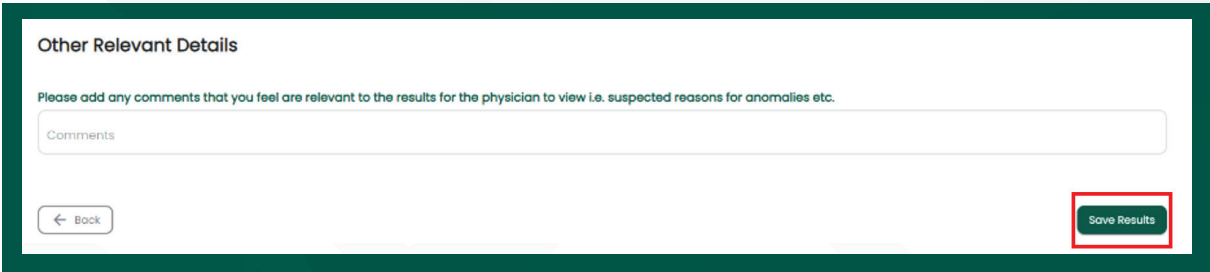 Other Relevant Details
Please add any comments that you feel are relevant to the results for the physician to view i.e. suspected reasons for anomalies etc.
Comments
← Back
Save Results